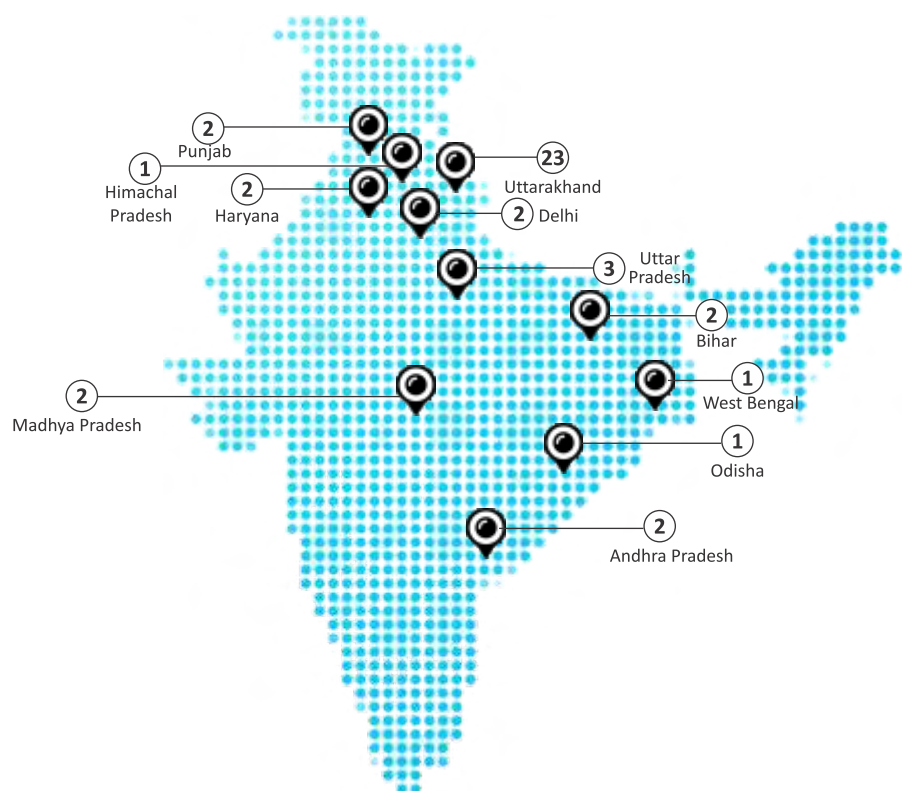 2
Punjab
1
Himachal
Pradesh
23
Uttarakhand
2
Haryana
2 Delhi
3
Uttar
Pradesh
2
Bihar
1
West Bengal
2
Madhya Pradesh
1
Odisha
2
Andhra Pradesh